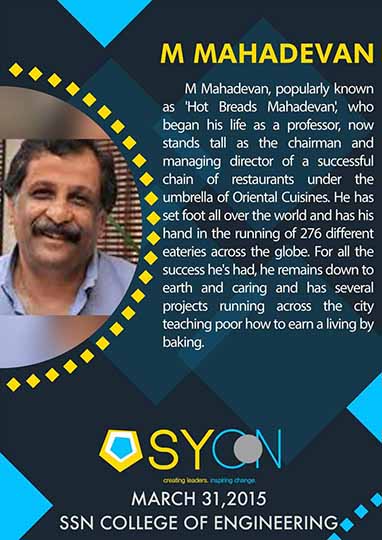 M MAHADEVAN
M Mahadevan, popularly known
as 'Hot Breads Mahadevan', who
began his life as a professor, now
stands tall as the chairman and
managing director of a successful
chain of restaurants under the
umbrella of Oriental Cuisines. He has
set foot all over the world and has his
hand in the running of 276 different
eateries across the globe. For all the
success he's had, he remains down to
earth and caring and has several
projects running across the city
teaching poor how to earn a living by
baking.
SYCON
creating leaders. inspiring change.
MARCH 31,2015
SSN COLLEGE OF ENGINEERING